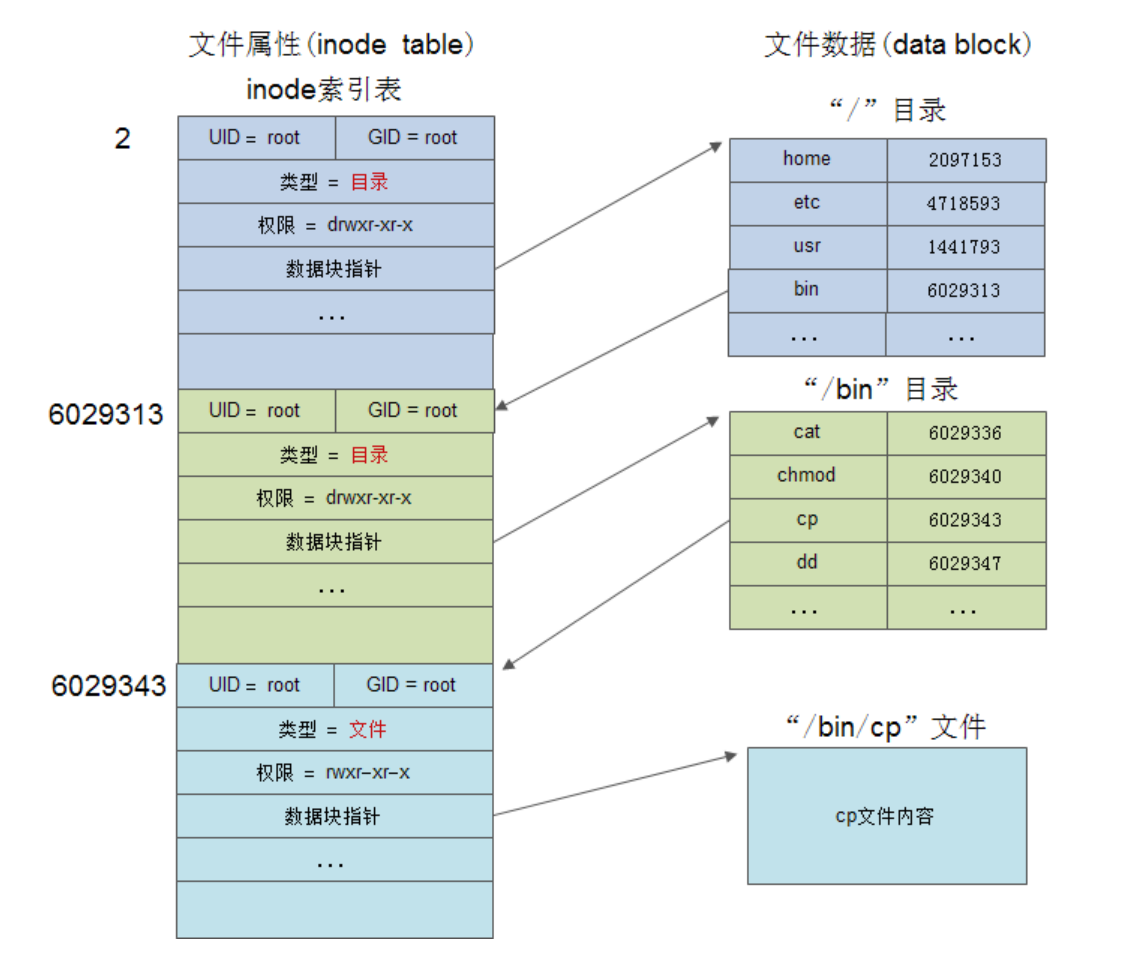 文件属性(inode table)
inode索引表
2
UID = root GID = root
类型 = 目录
权限 = drwxr-xr-x
数据块指针
...
6029313
UID = root GID = root
类型 = 目录
权限 = drwxr-xr-x
数据块指针
...
6029343
UID = root GID = root
类型 = 文件
权限 = rwxr-xr-x
数据块指针
...
文件数据(data block)
“/”目录
home 2097153
etc 4718593
usr 1441793
bin 6029313
... ...
“/bin”目录
cat 6029336
chmod 6029340
cp 6029343
dd 6029347
... ...
“/bin/cp”文件
cp文件内容